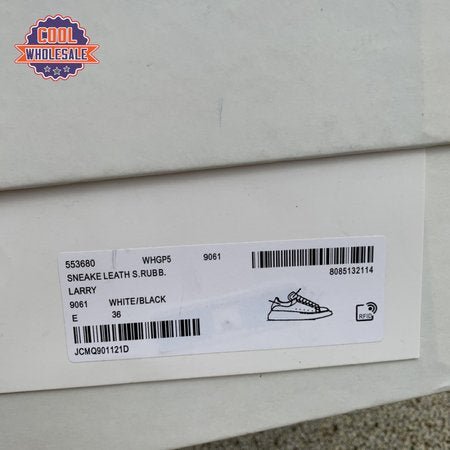 COOL
WHOLESALE
553680 WHGP5 9061
SNEAKE LEATH S.RUBB.
LARRY
9061 WHITE/BLACK
E 36
JCMQ901121D
8085132114
RFID